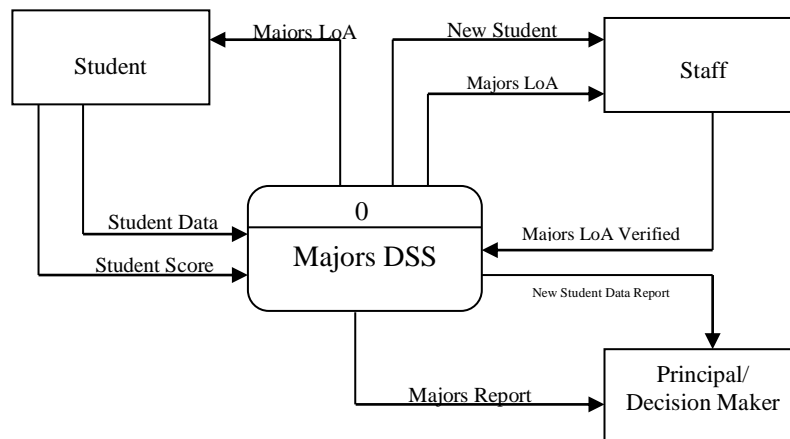 Majors LoA
New Student
Student
Staff
Majors LoA
0
Student Data
Majors LoA Verified
Majors DSS
Student Score
New Student Data Report
Principal/
Decision Maker
Majors Report